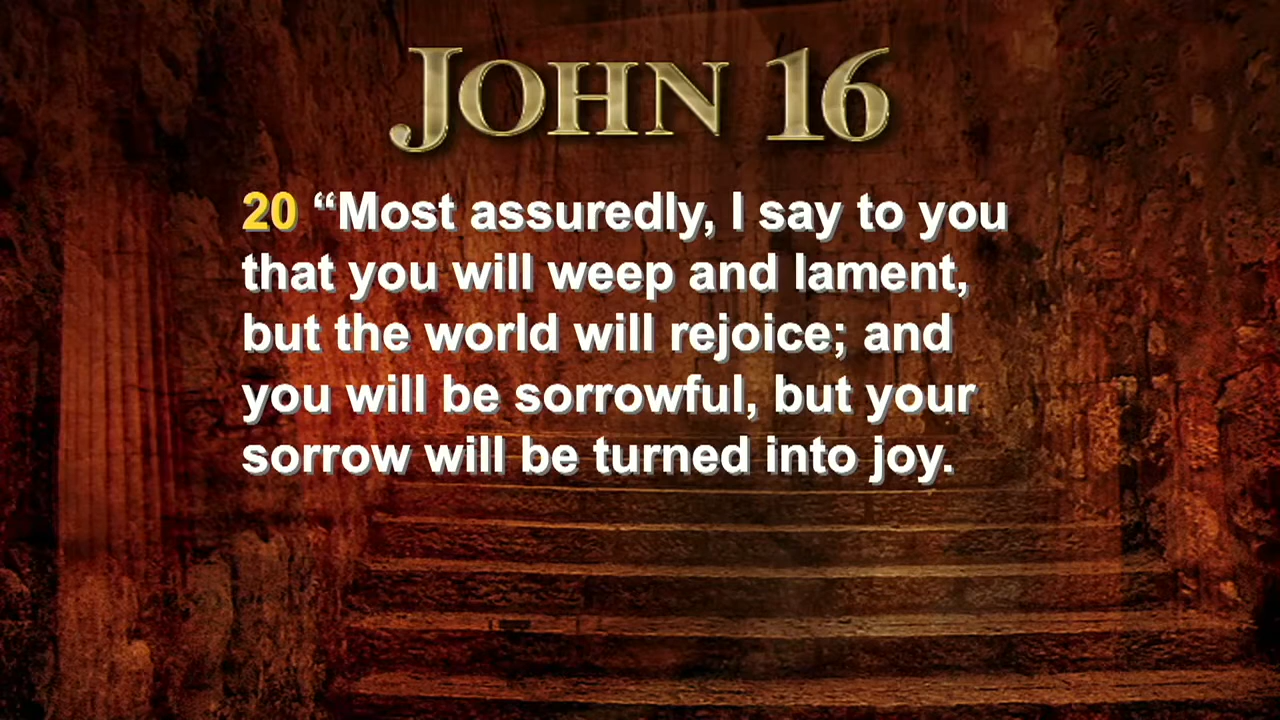 JOHN 16
20 “Most assuredly, I say to you
that you will weep and lament,
but the world will rejoice; and
you will be sorrowful, but your
sorrow will be turned into joy.